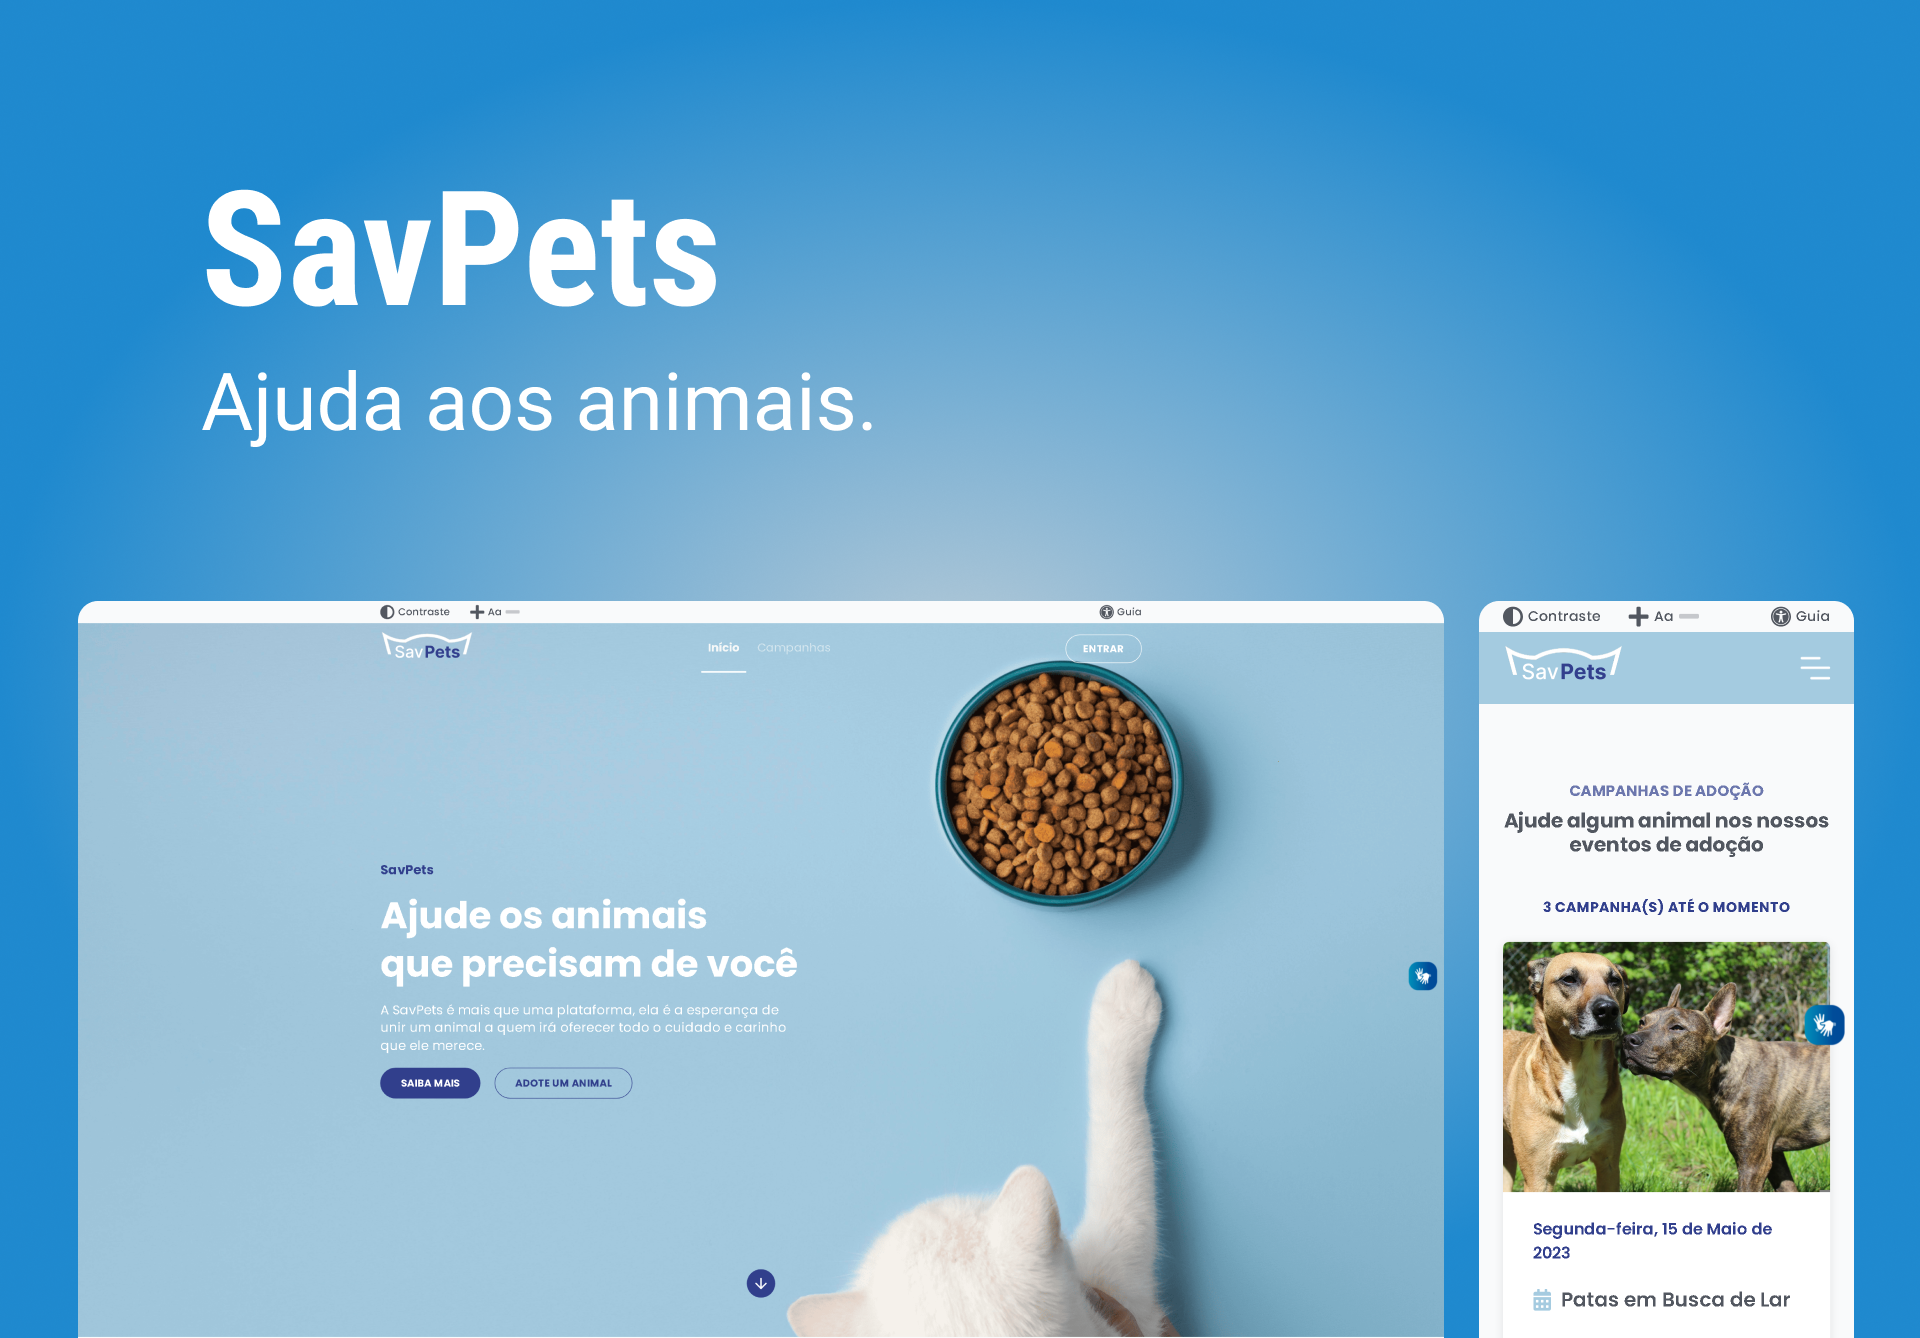 SavPets
Ajuda aos animais.
Contraste
Aa
Guia
SavPets
Início
Campanhas
ENTRAR
SavPets
Ajude os animais
que precisam de você
A SavPets é mais que uma plataforma, ela é a esperança de
unir um animal a quem irá oferecer todo o cuidado e carinho
que ele merece.
SAIBA MAIS
ADOTE UM ANIMAL
Contraste
Aa
Guia
SavPets
CAMPANHAS DE ADOÇÃO
Ajude algum animal nos nossos
eventos de adoção
3 CAMPANHA(S) ATÉ O MOMENTO
Segunda-feira, 15 de Maio de
2023
Patas em Busca de Lar